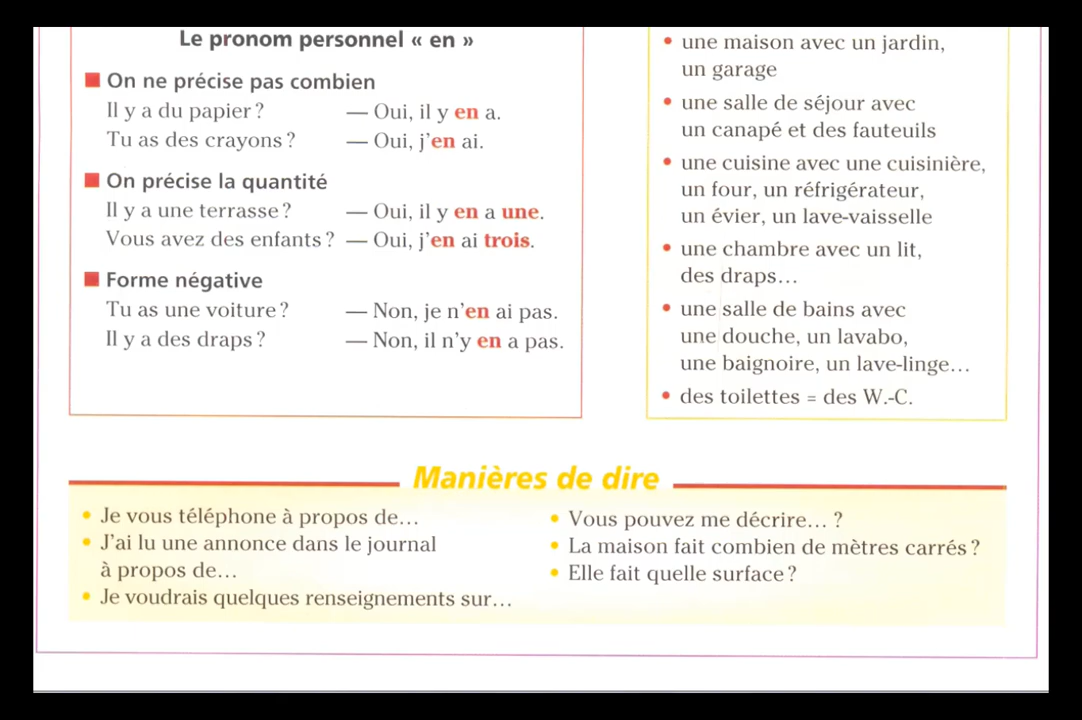 Le pronom personnel « en »
On ne précise pas combien
Il y a du papier ? — Oui, il y en a.
Tu as des crayons ? — Oui, j'en ai.
On précise la quantité
Il y a une terrasse ? — Oui, il y en a une.
Vous avez des enfants ? — Oui, j'en ai trois.
Forme négative
Tu as une voiture ? — Non, je n'en ai pas.
Il y a des draps ? — Non, il n'y en a pas.
• une maison avec un jardin,
un garage
• une salle de séjour avec
un canapé et des fauteuils
• une cuisine avec une cuisinière,
un four, un réfrigérateur,
un évier, un lave-vaisselle
• une chambre avec un lit,
des draps…
• une salle de bains avec
une douche, un lavabo,
une baignoire, un lave-linge…
• des toilettes = des W.-C.
Manières de dire
• Je vous téléphone à propos de…
• J'ai lu une annonce dans le journal
à propos de…
• Je voudrais quelques renseignements sur…
• Vous pouvez me décrire… ?
• La maison fait combien de mètres carrés ?
• Elle fait quelle surface ?